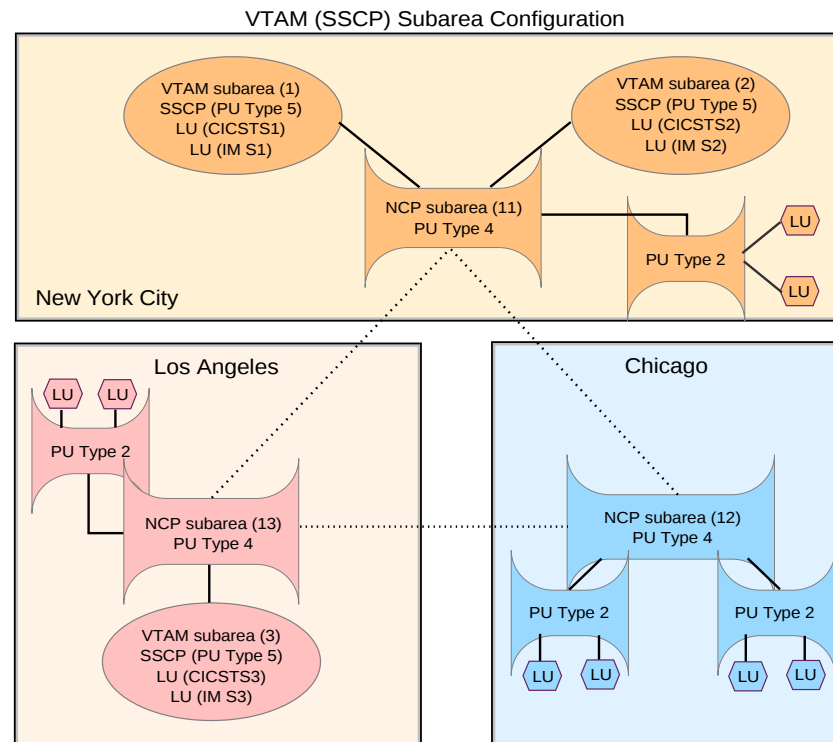 VTAM (SSCP) Subarea Configuration
VTAM subarea (1)
SSCP (PU Type 5)
LU (CICSTS1)
LU (IM S1)
VTAM subarea (2)
SSCP (PU Type 5)
LU (CICSTS2)
LU (IM S2)
NCP subarea (11)
PU Type 4
PU Type 2
LU
LU
New York City
Los Angeles
LU
LU
PU Type 2
NCP subarea (13)
PU Type 4
VTAM subarea (3)
SSCP (PU Type 5)
LU (CICSTS3)
LU (IM S3)
Chicago
NCP subarea (12)
PU Type 4
PU Type 2
LU
LU
PU Type 2
LU
LU